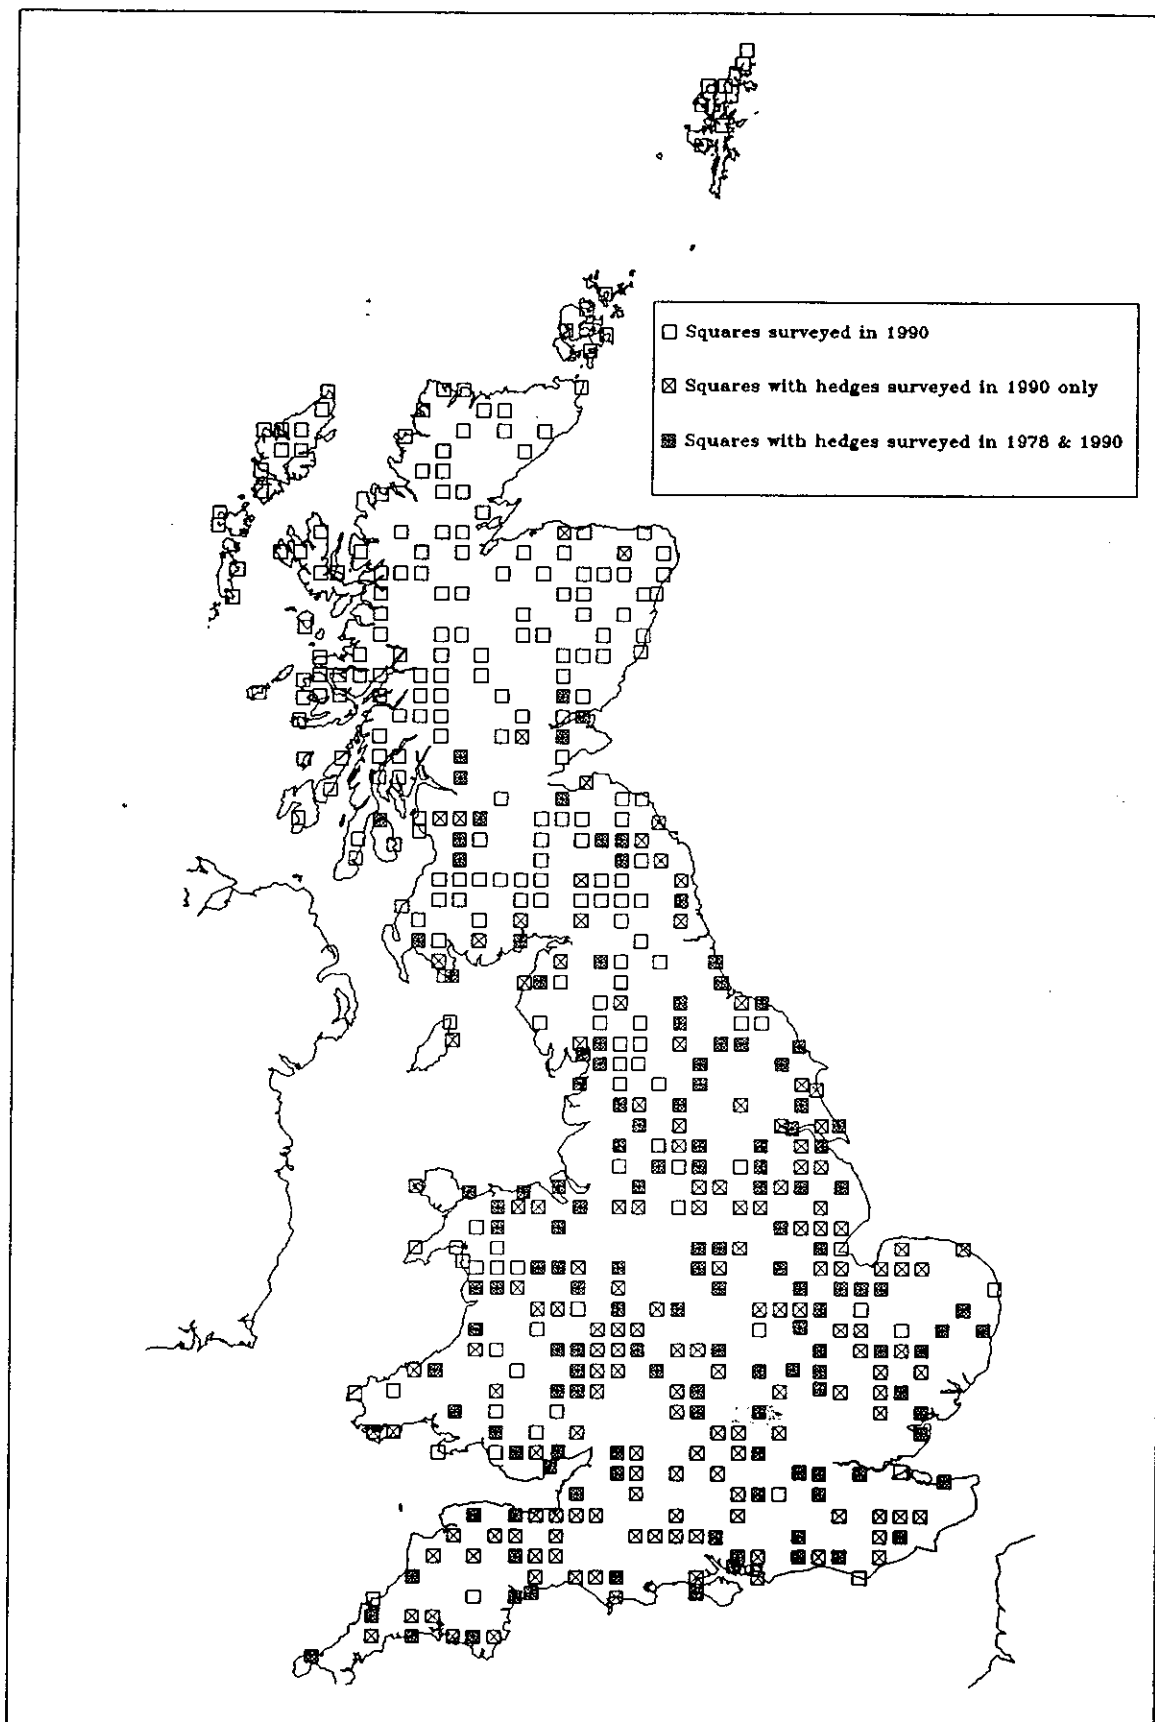 Squares surveyed in 1990
Squares with hedges surveyed in 1990 only
Squares with hedges surveyed in 1978 & 1990